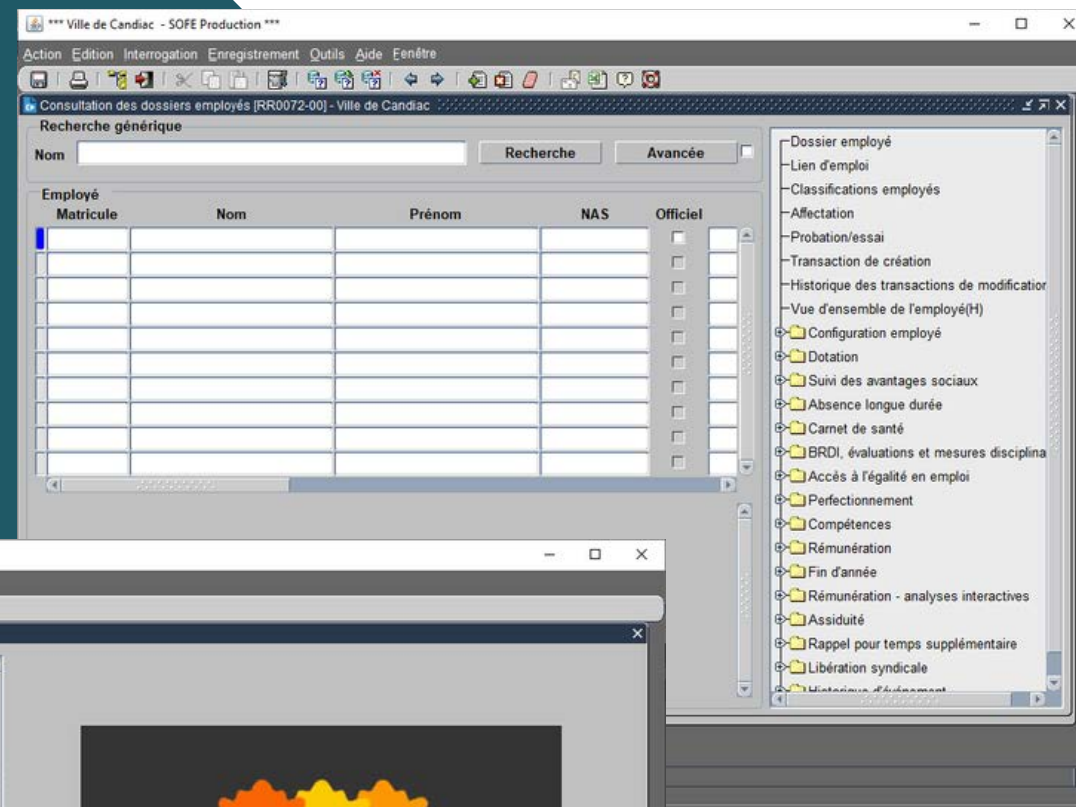 *** Ville de Candiac - SOFE Production ***
Action Edition Interrogation Enregistrement Outils Aide Fenêtre
Consultation des dossiers employés [RR0072-00] - Ville de Candiac
Recherche générique
Nom Recherche Avancée
Employé
Matricule Nom Prénom NAS Officiel
Dossier employé
Lien d'emploi
Classifications employés
Affectation
Probation/essai
Transaction de création
Historique des transactions de modification
Vue d'ensemble de l'employé(H)
Configuration employé
Dotation
Suivi des avantages sociaux
Absence longue durée
Carnet de santé
BRDI, évaluations et mesures disciplina
Accès à l'égalité en emploi
Perfectionnement
Compétences
Rémunération
Fin d'année
Rémunération - analyses interactives
Assiduité
Rappel pour temps supplémentaire
Libération syndicale
Historique d'événement